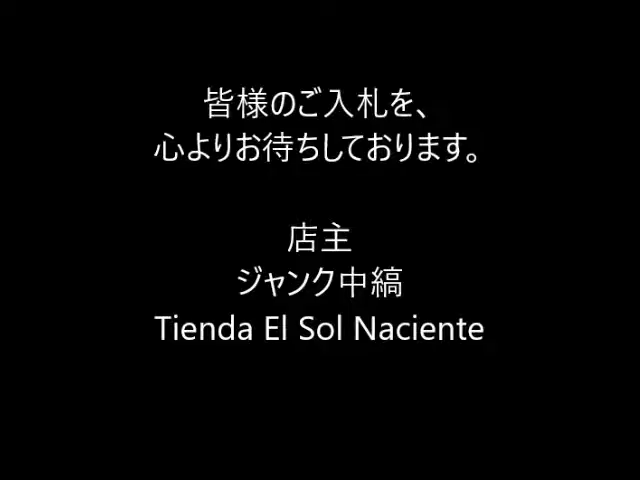 皆様のご入札を、
心よりお待ちしております。
店主
ジャンク中縞
Tienda El Sol Naciente